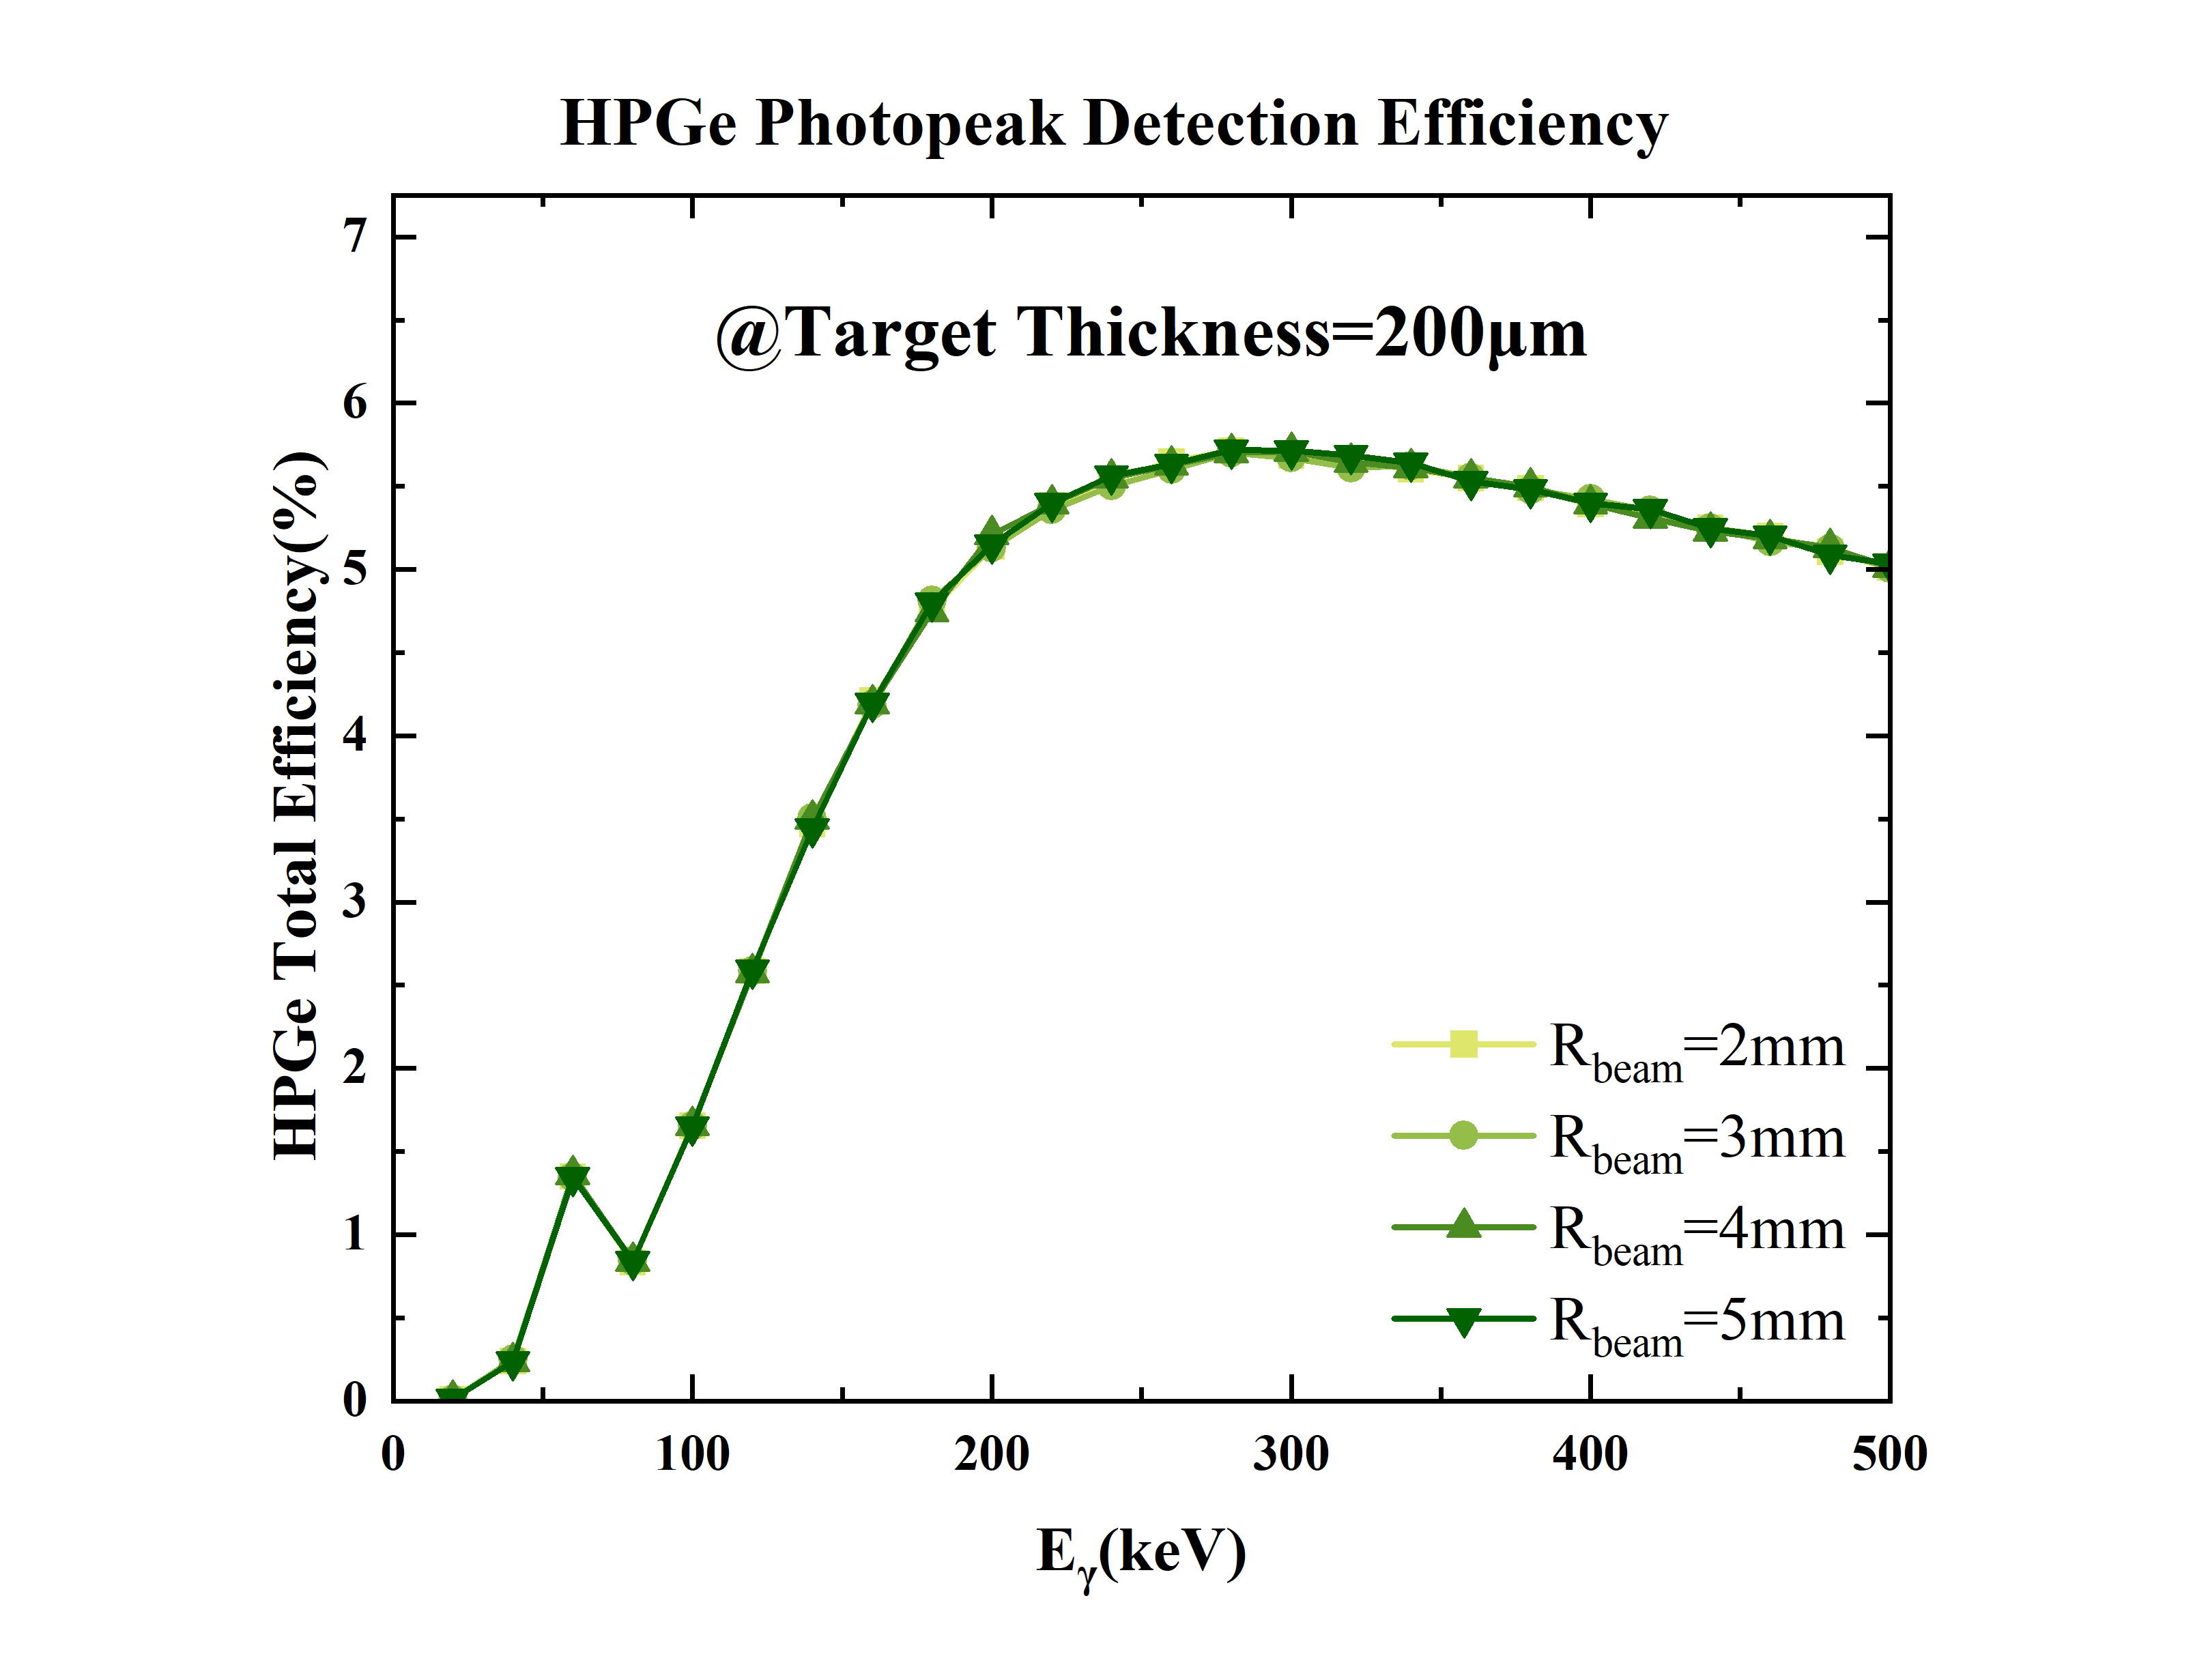 HPGe Photopeak Detection Efficiency
@Target Thickness=200μm
HPGe Total Efficiency(%)
7
6
5
4
3
2
1
0
0 100 200 300 400 500
Eγ(keV)
Rbeam=2mm
Rbeam=3mm
Rbeam=4mm
Rbeam=5mm